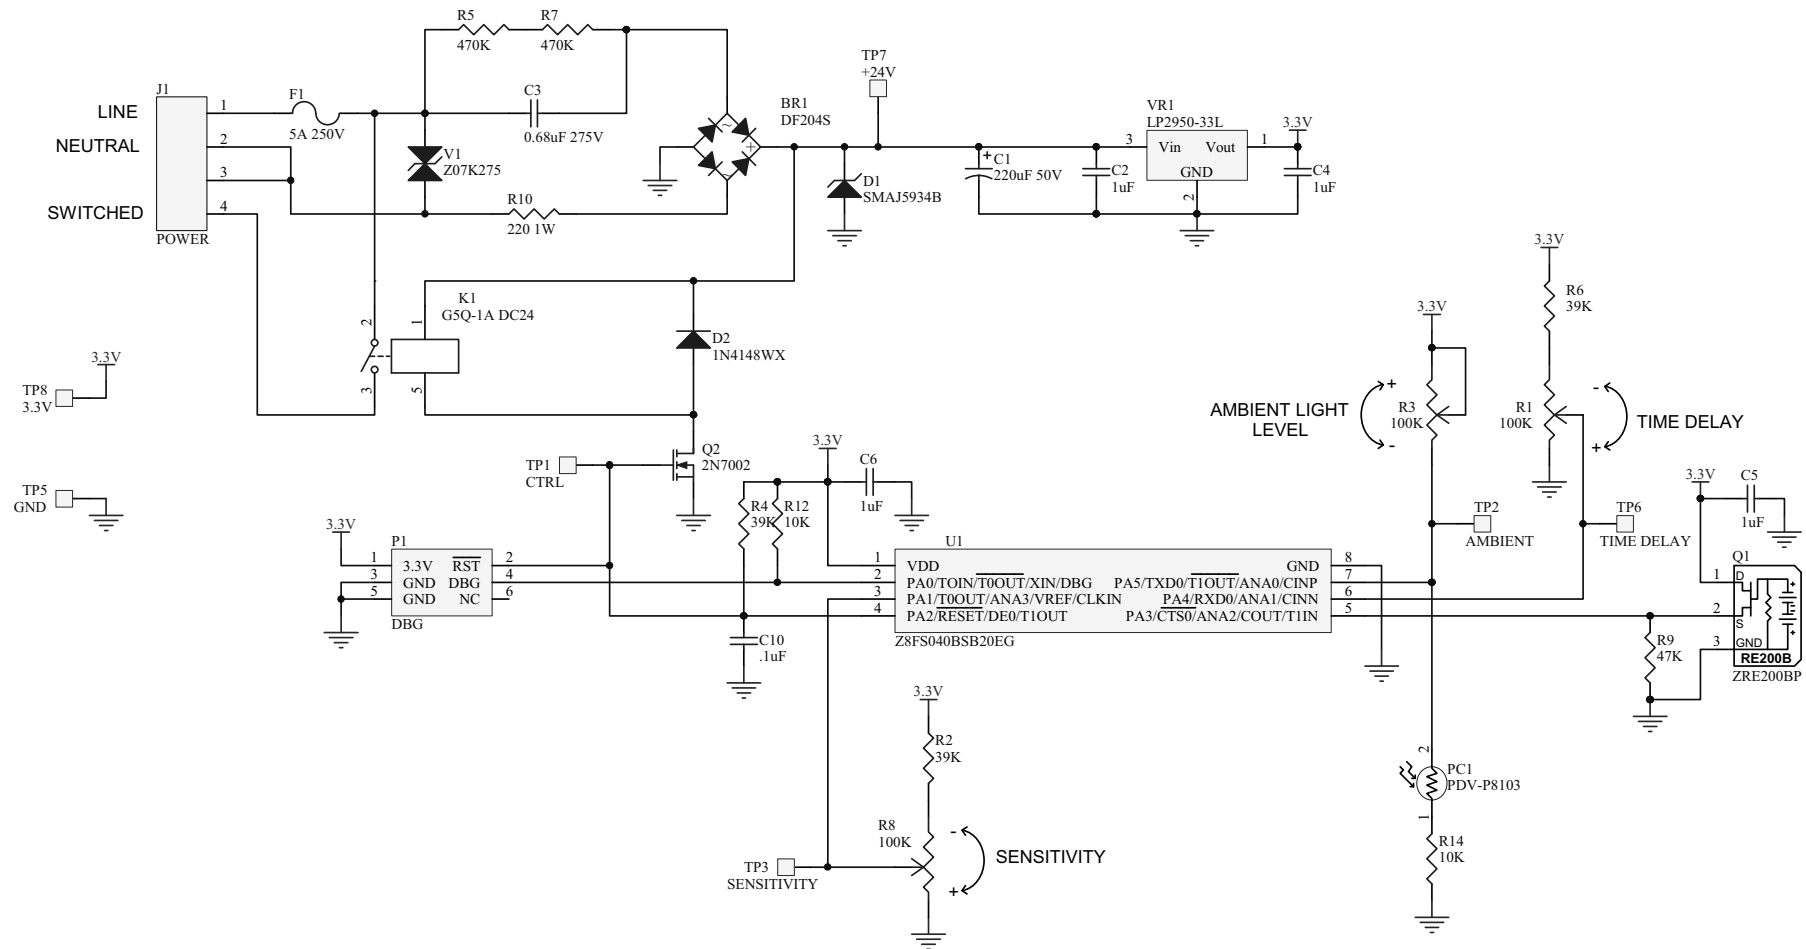 R5
470K
R7
470K
J1
LINE
NEUTRAL
SWITCHED
1
2
3
4
POWER
F1
5A 250V
C3
0.68uF 275V
V1
Z07K275
R10
220 1W
BR1
DF204S
~
+
~
TP7
+24V
D1
SMAJ5934B
+
C1
220uF 50V
C2
1uF
VR1
LP2950-33L
3
Vin
Vout
1
GND
2
3.3V
C4
1uF
K1
G5Q-1A DC24
2
1
3
5
D2
1N4148WX
TP8
3.3V
3.3V
TP5
GND
TP1
CTRL
Q2
2N7002
3.3V
C6
1uF
R4
39K
R12
10K
3.3V
P1
1
3.3V
RST
2
3
GND
DBG
4
5
GND
NC
6
DBG
C10
.1uF
U1
1
VDD
GND
8
2
PA0/TOIN/T0OUT/XIN/DBG
PA5/TXD0/T1OUT/ANA0/CINP
7
3
PA1/T0OUT/ANA3/VREF/CLKIN
PA4/RXD0/ANA1/CINN
6
4
PA2/RESET/DE0/T1OUT
PA3/CTS0/ANA2/COUT/T1IN
5
Z8FS040BSB20EG
3.3V
R2
39K
R8
100K
-
+
SENSITIVITY
TP3
SENSITIVITY
3.3V
AMBIENT LIGHT
LEVEL
+
-
R3
100K
3.3V
R6
39K
R1
100K
-
+
TIME DELAY
TP2
AMBIENT
TP6
TIME DELAY
3.3V
C5
1uF
Q1
1
D
2
S
3
GND
+
+
RE200B
ZRE200BP
R9
47K
2
PC1
PDV-P8103
1
R14
10K